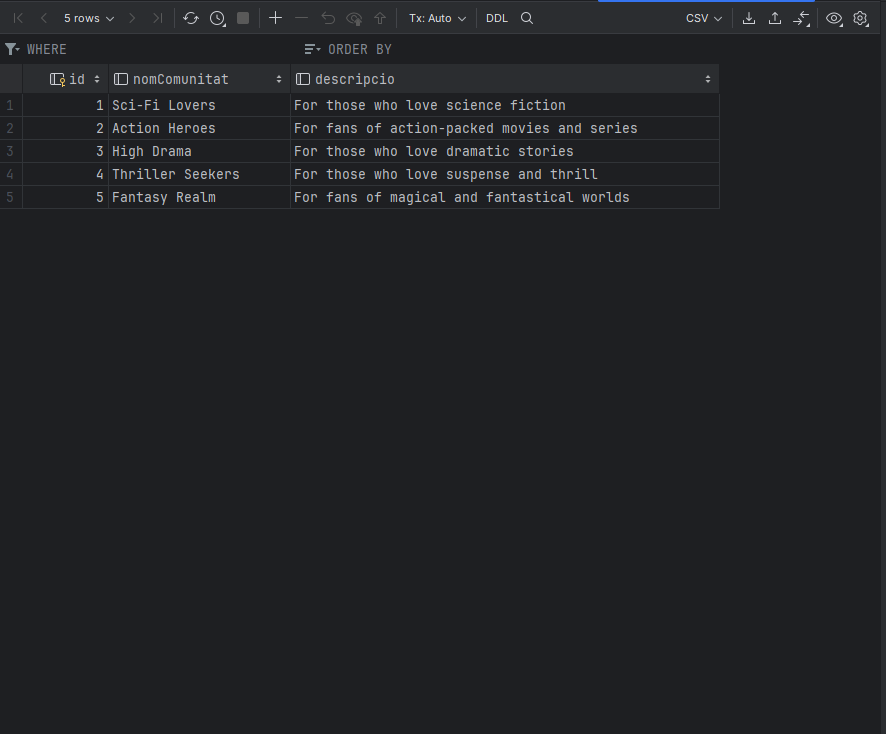 5 rows Tx: Auto DDL CSV
WHERE ORDER BY
id nomComunitat descripcio
1 1 Sci-Fi Lovers For those who love science fiction
2 2 Action Heroes For fans of action-packed movies and series
3 3 High Drama For those who love dramatic stories
4 4 Thriller Seekers For those who love suspense and thrill
5 5 Fantasy Realm For fans of magical and fantastical worlds